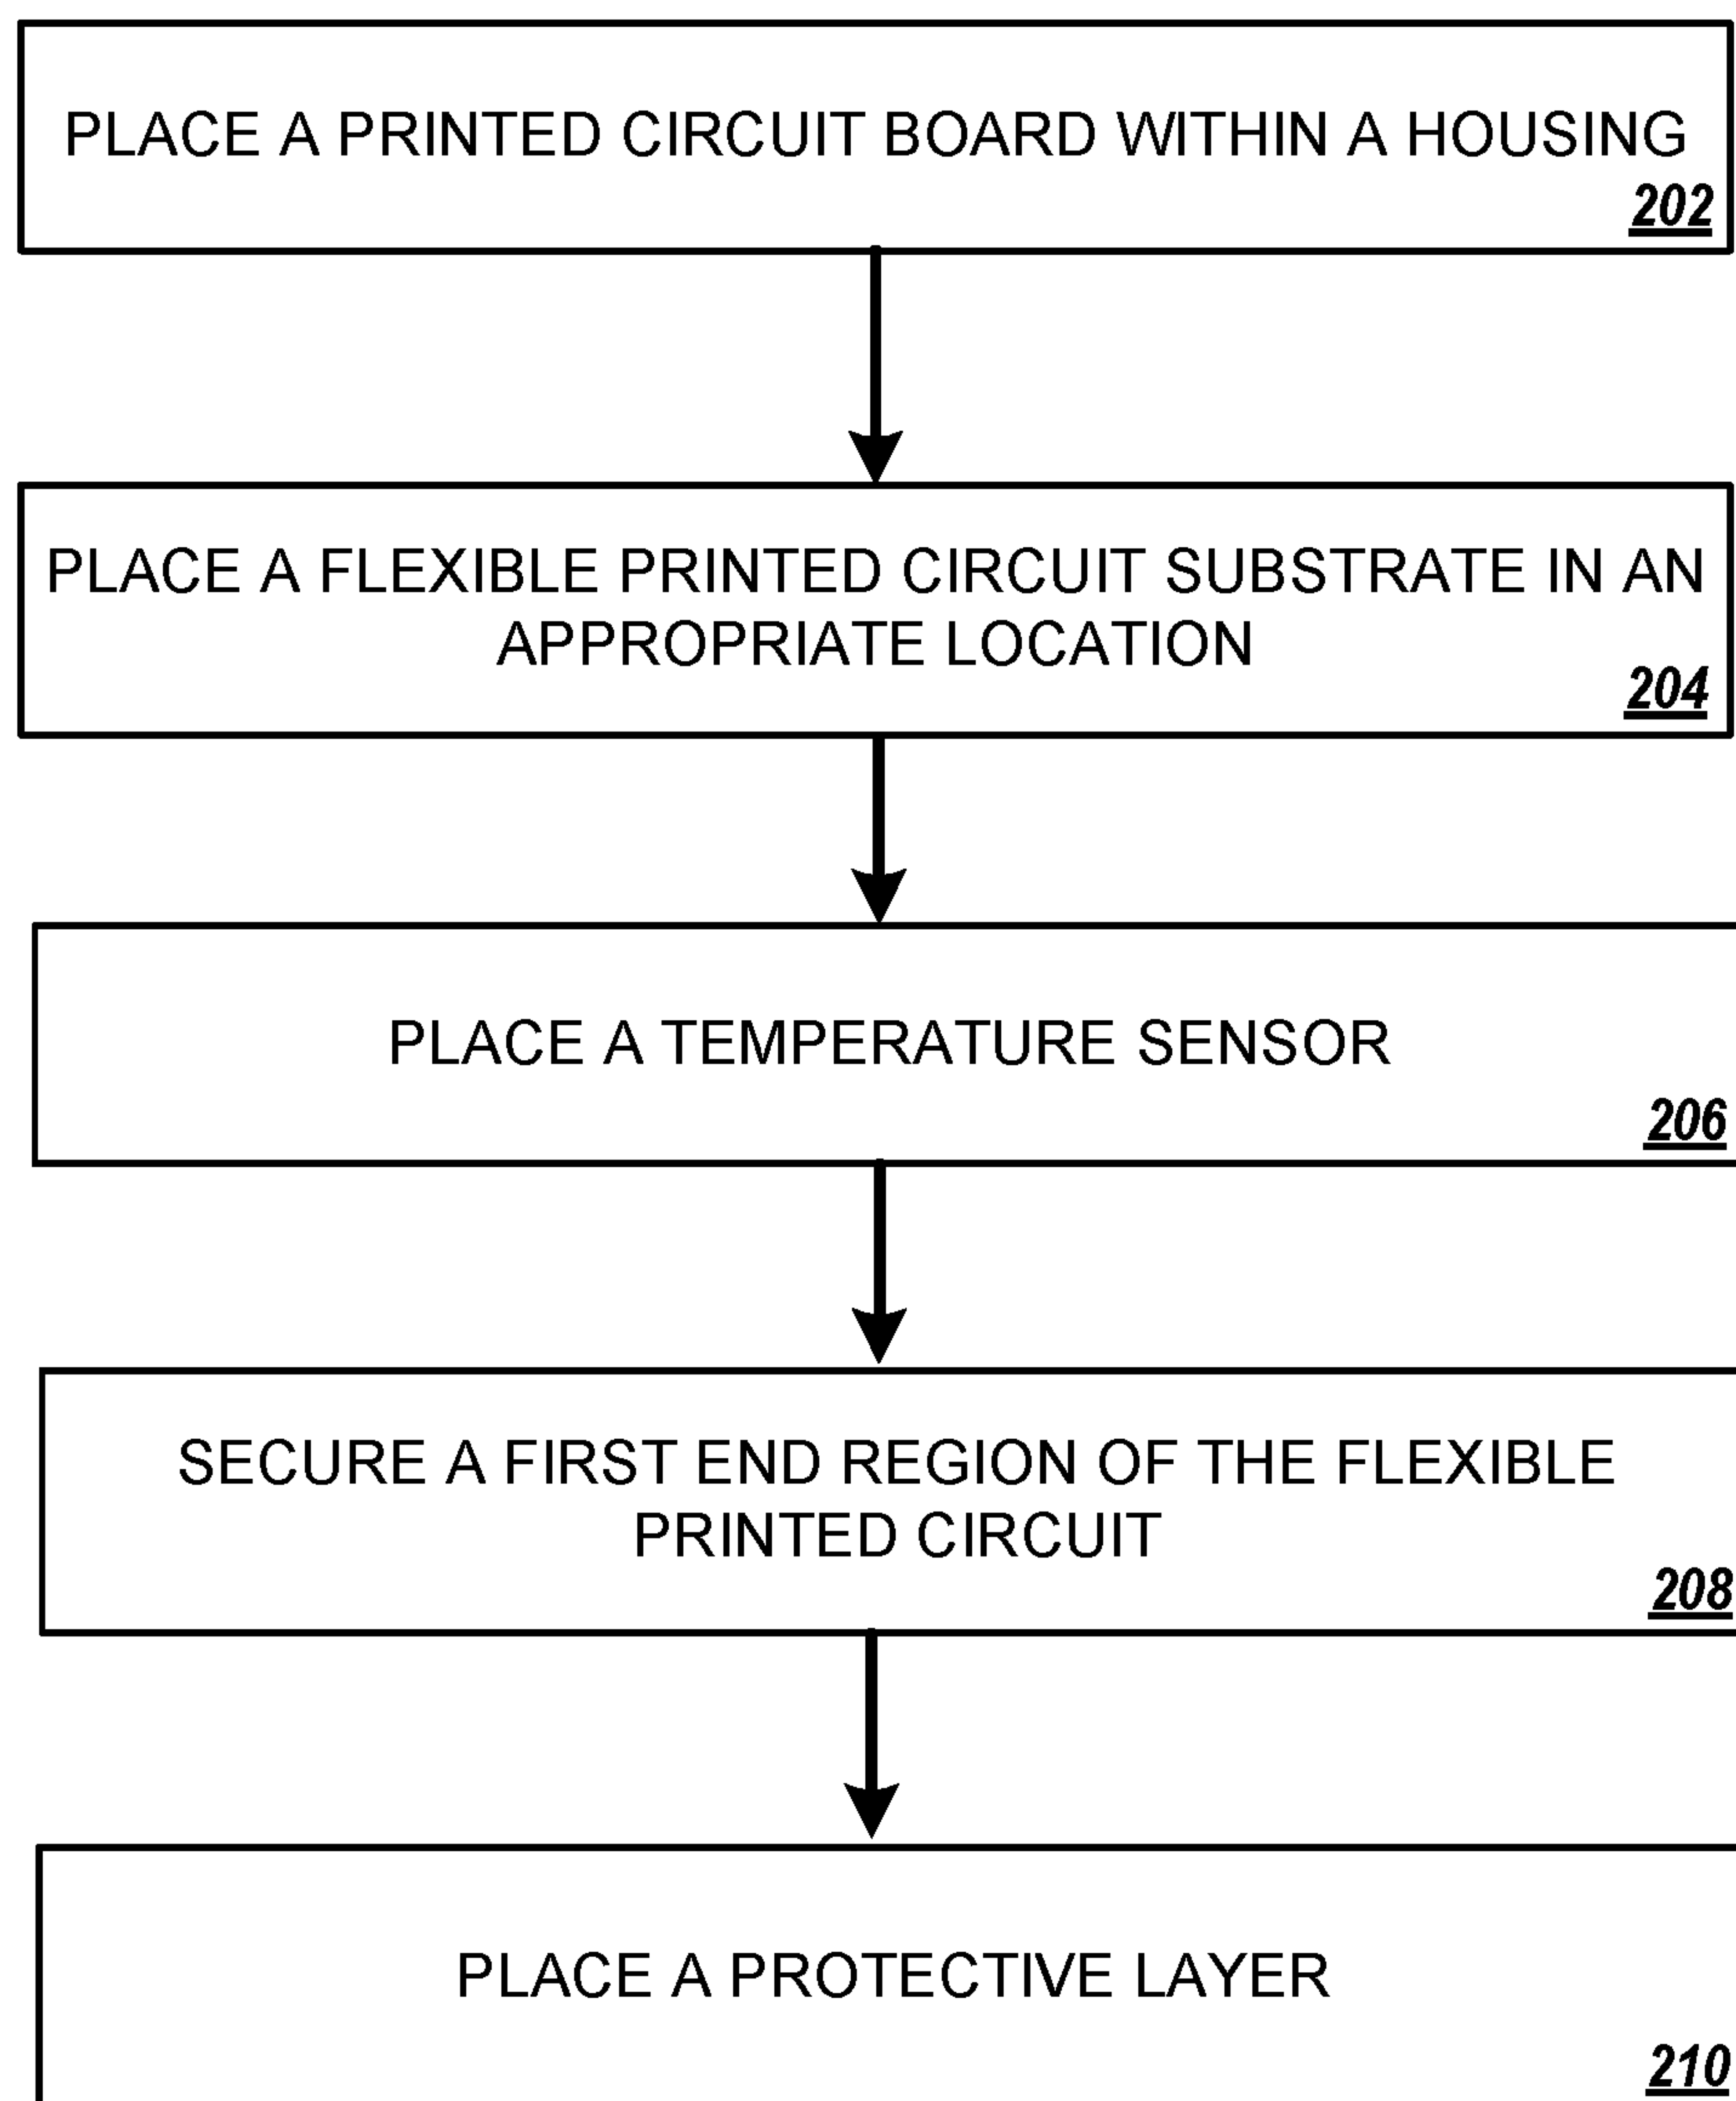 PLACE A PRINTED CIRCUIT BOARD WITHIN A HOUSING
202
PLACE A FLEXIBLE PRINTED CIRCUIT SUBSTRATE IN AN
APPROPRIATE LOCATION
204
PLACE A TEMPERATURE SENSOR
206
SECURE A FIRST END REGION OF THE FLEXIBLE
PRINTED CIRCUIT
208
PLACE A PROTECTIVE LAYER
210